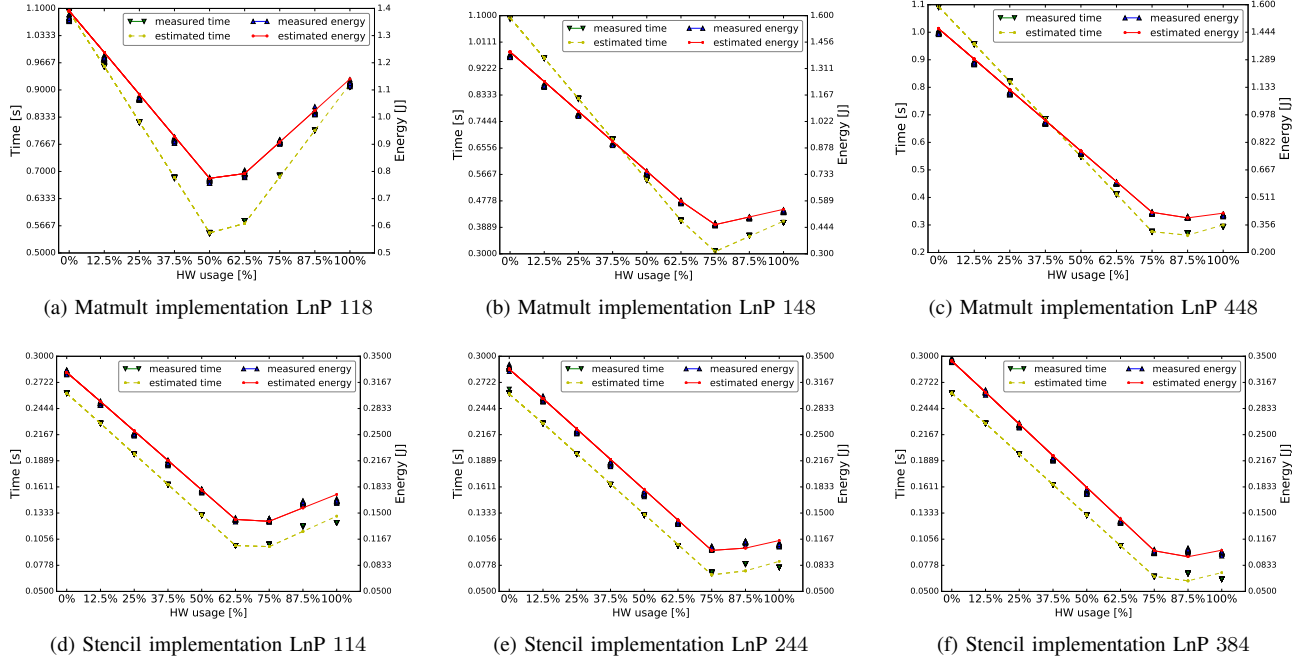 measured time
estimated time
measured energy
estimated energy
Time [s]
1.1000
1.0333
0.9667
0.9000
0.8333
0.7667
0.7000
0.6333
0.5667
0.5000
Energy [J]
1.4
1.3
1.2
1.1
1.0
0.9
0.8
0.7
0.6
0.5
0% 12.5% 25% 37.5% 50% 62.5% 75% 87.5% 100%
HW usage [%]
(a) Matmult implementation LnP 118
measured time
estimated time
measured energy
estimated energy
Time [s]
1.1000
1.0111
0.9222
0.8333
0.7444
0.6556
0.5667
0.4778
0.3889
0.3000
Energy [J]
1.600
1.456
1.311
1.167
1.022
0.878
0.733
0.589
0.444
0.300
0% 12.5% 25% 37.5% 50% 62.5% 75% 87.5% 100%
HW usage [%]
(b) Matmult implementation LnP 148
measured time
estimated time
measured energy
estimated energy
Time [s]
1.1
1.0
0.9
0.8
0.7
0.6
0.5
0.4
0.3
0.2
Energy [J]
1.600
1.444
1.289
1.133
0.978
0.822
0.667
0.511
0.356
0.200
0% 12.5% 25% 37.5% 50% 62.5% 75% 87.5% 100%
HW usage [%]
(c) Matmult implementation LnP 448
measured time
estimated time
measured energy
estimated energy
Time [s]
0.3000
0.2722
0.2444
0.2167
0.1889
0.1611
0.1333
0.1056
0.0778
0.0500
Energy [J]
0.3500
0.3167
0.2833
0.2500
0.2167
0.1833
0.1500
0.1167
0.0833
0.0500
0% 12.5% 25% 37.5% 50% 62.5% 75% 87.5% 100%
HW usage [%]
(d) Stencil implementation LnP 114
measured time
estimated time
measured energy
estimated energy
Time [s]
0.3000
0.2722
0.2444
0.2167
0.1889
0.1611
0.1333
0.1056
0.0778
0.0500
Energy [J]
0.3500
0.3167
0.2833
0.2500
0.2167
0.1833
0.1500
0.1167
0.0833
0.0500
0% 12.5% 25% 37.5% 50% 62.5% 75% 87.5% 100%
HW usage [%]
(e) Stencil implementation LnP 244
measured time
estimated time
measured energy
estimated energy
Time [s]
0.3000
0.2722
0.2444
0.2167
0.1889
0.1611
0.1333
0.1056
0.0778
0.0500
Energy [J]
0.3500
0.3167
0.2833
0.2500
0.2167
0.1833
0.1500
0.1167
0.0833
0.0500
0% 12.5% 25% 37.5% 50% 62.5% 75% 87.5% 100%
HW usage [%]
(f) Stencil implementation LnP 384